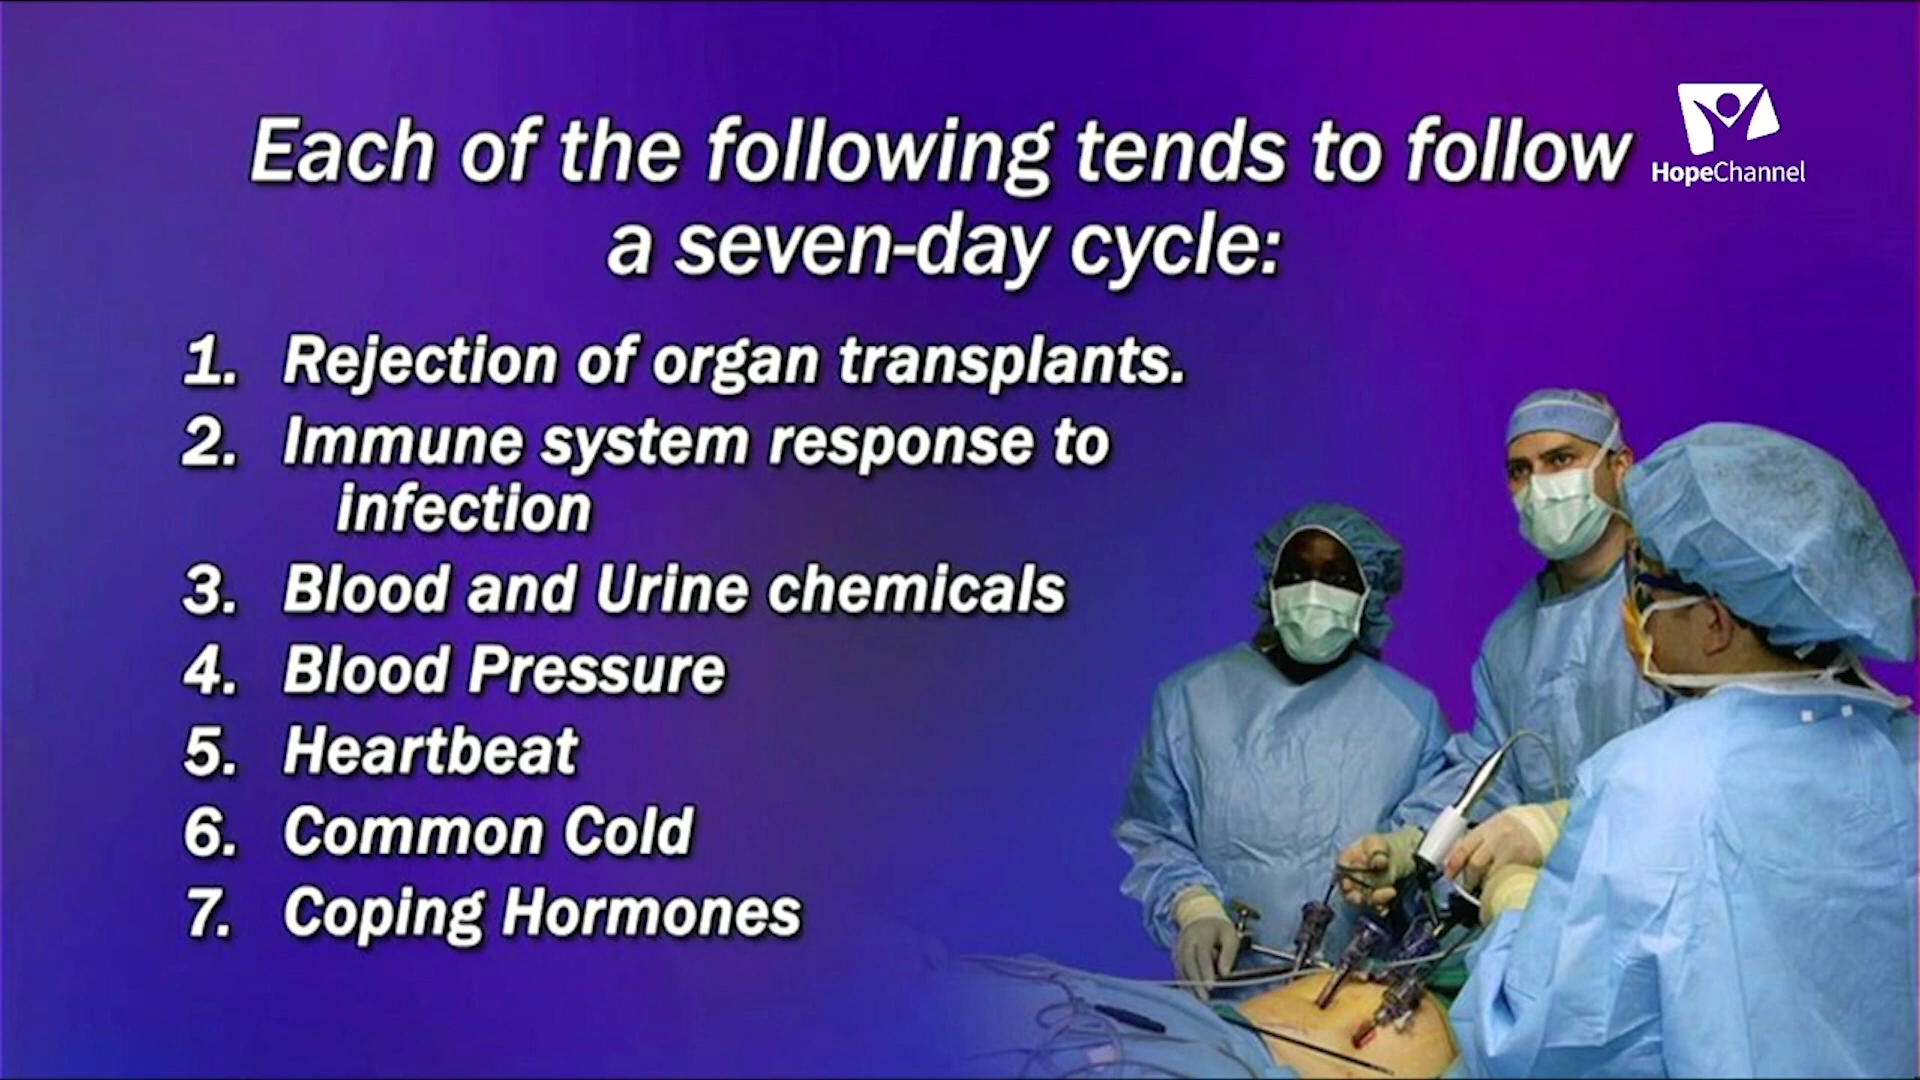 Each of the following tends to follow
a seven-day cycle:
HopeChannel
1. Rejection of organ transplants.
2. Immune system response to
infection
3. Blood and Urine chemicals
4. Blood Pressure
5. Heartbeat
6. Common Cold
7. Coping Hormones